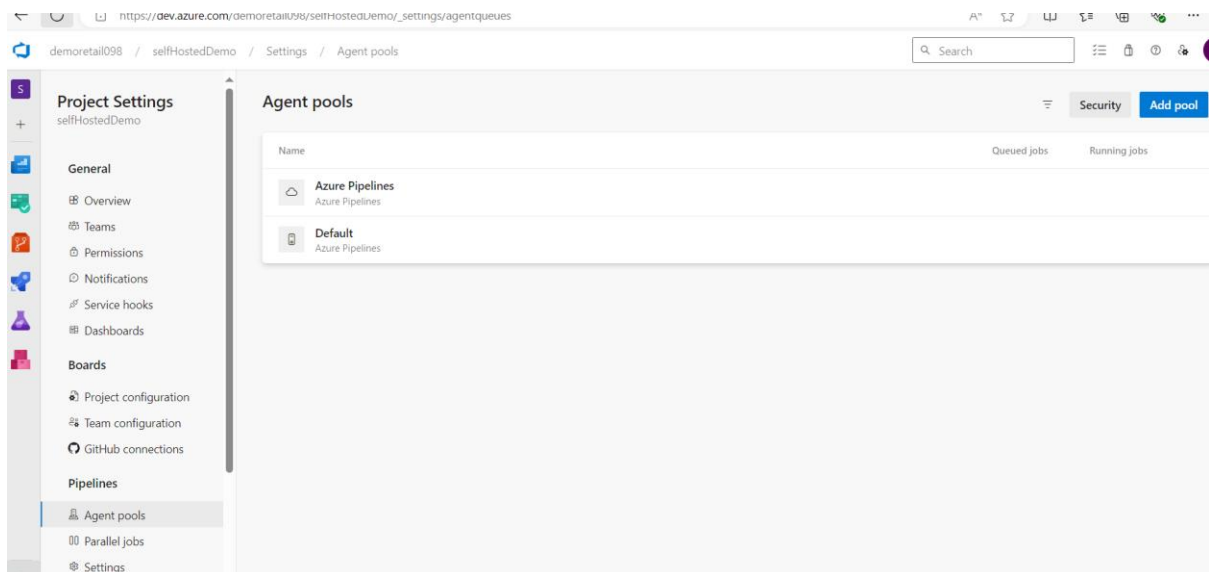 https://dev.azure.com/demoretail098/selfHostedDemo/_settings/agentqueues
demoretail098 / selfHostedDemo / Settings / Agent pools
Search
S
Project Settings
selfHostedDemo
General
Overview
Teams
Permissions
Notifications
Service hooks
Dashboards
Boards
Project configuration
Team configuration
GitHub connections
Pipelines
Agent pools
Parallel jobs
Settings
Agent pools
Security
Add pool
Name Queued jobs Running jobs
Azure Pipelines
Azure Pipelines
Default
Azure Pipelines